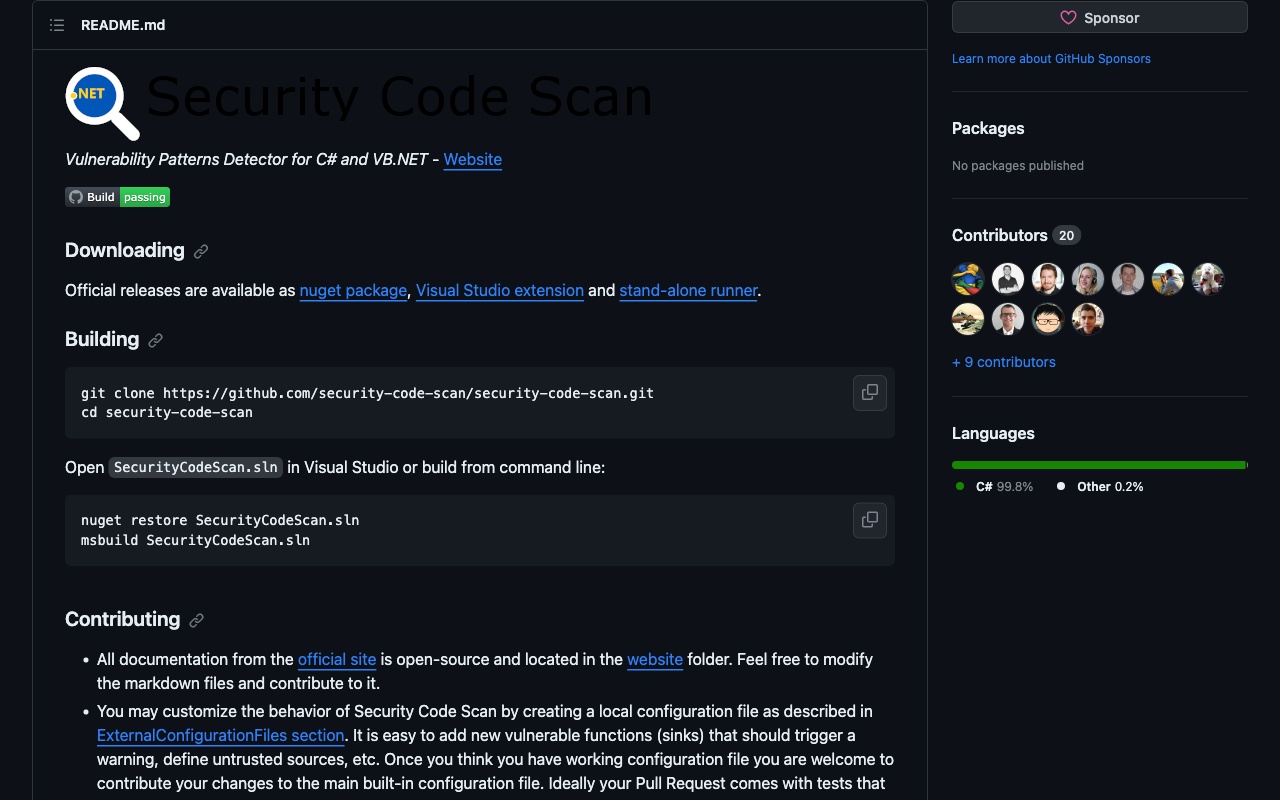 README.md
.NET
Security Code Scan
Vulnerability Patterns Detector for C# and VB.NET - Website
Build passing
Downloading
Official releases are available as nuget package, Visual Studio extension and stand-alone runner.
Building
git clone https://github.com/security-code-scan/security-code-scan.git
cd security-code-scan
Open SecurityCodeScan.sln in Visual Studio or build from command line:
nuget restore SecurityCodeScan.sln
msbuild SecurityCodeScan.sln
Contributing
• All documentation from the official site is open-source and located in the website folder. Feel free to modify
the markdown files and contribute to it.
• You may customize the behavior of Security Code Scan by creating a local configuration file as described in
ExternalConfigurationFiles section. It is easy to add new vulnerable functions (sinks) that should trigger a
warning, define untrusted sources, etc. Once you think you have working configuration file you are welcome to
contribute your changes to the main built-in configuration file. Ideally your Pull Request comes with tests that
Sponsor
Learn more about GitHub Sponsors
Packages
No packages published
Contributors 20
+ 9 contributors
Languages
C# 99.8%
Other 0.2%